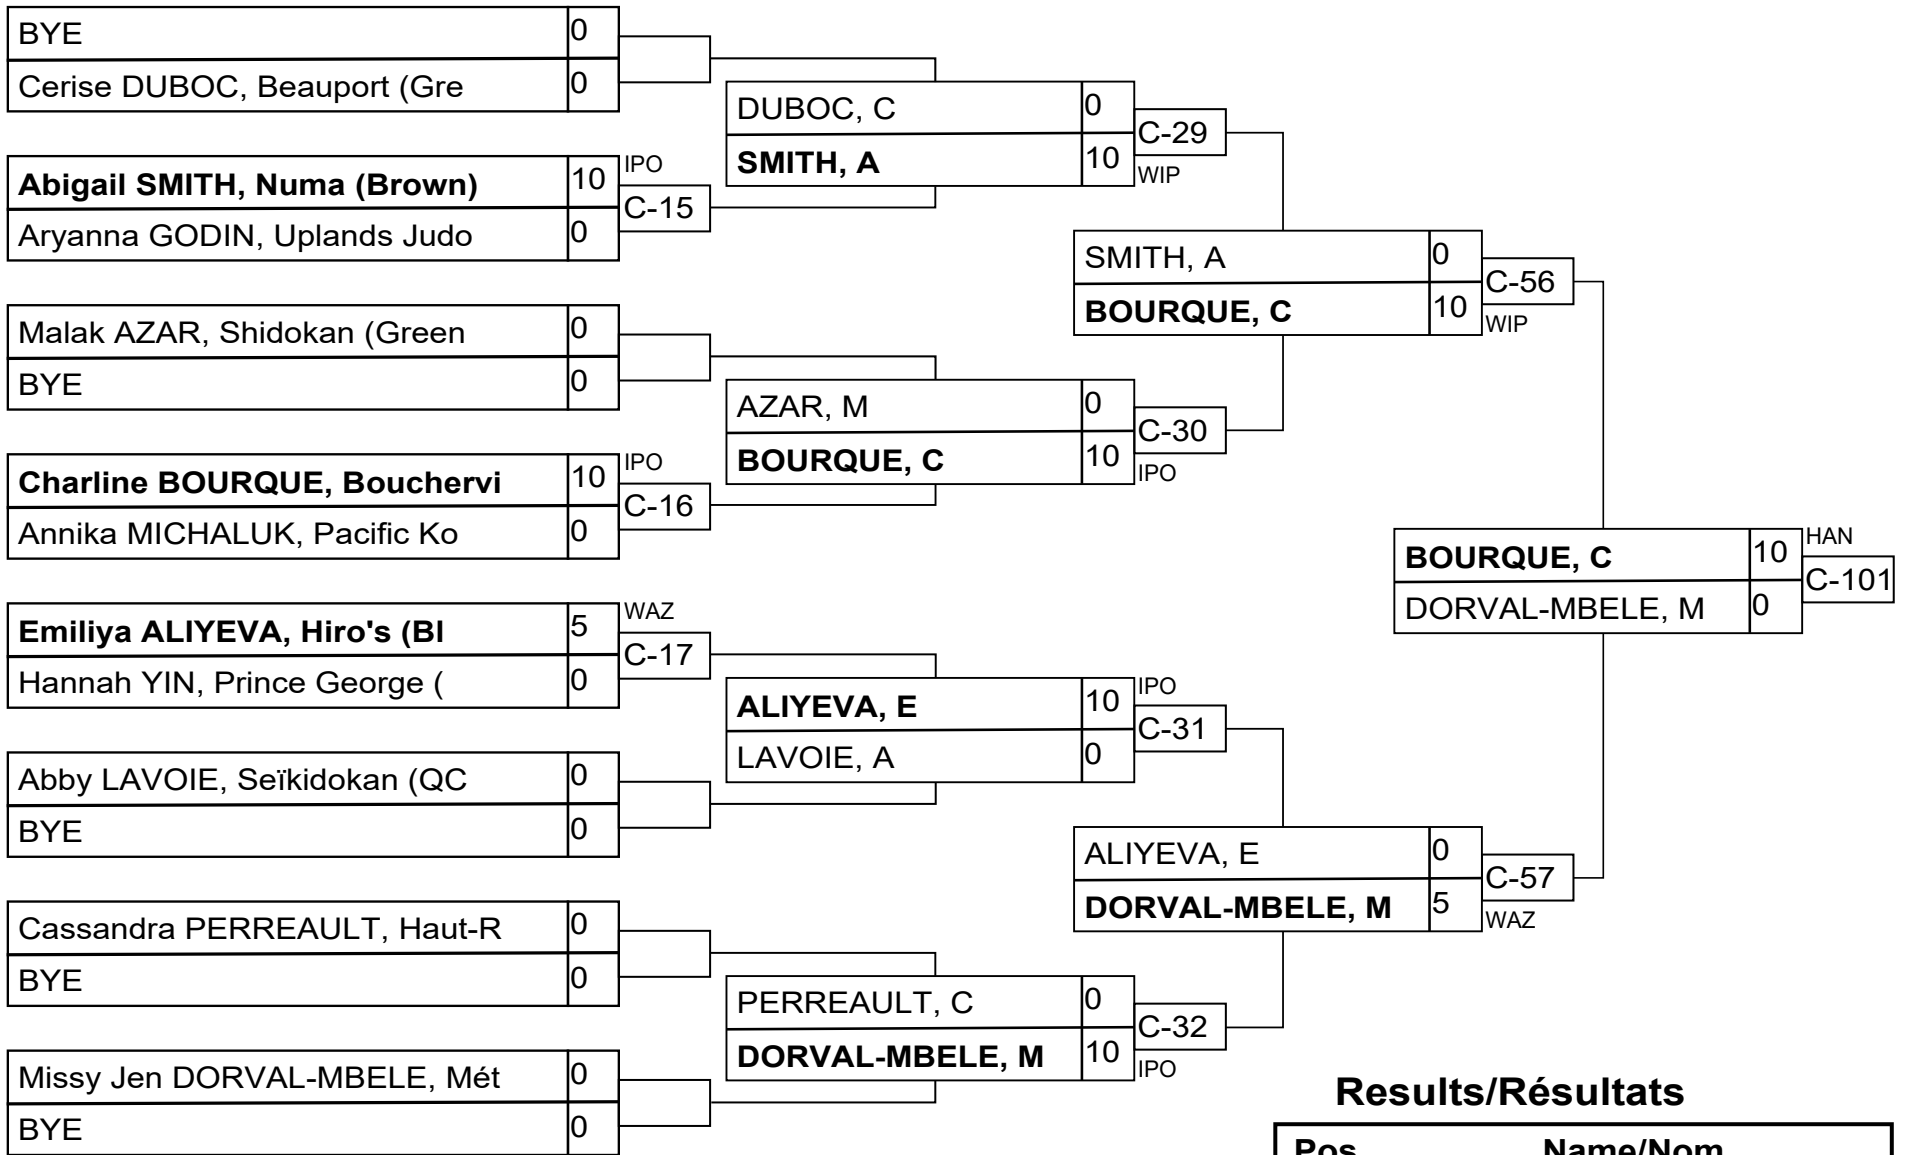 BYE 0
Cerise DUBOC, Beauport (Gre 0
Abigail SMITH, Numa (Brown) 10 IPO
C-15
Aryanna GODIN, Uplands Judo 0
Malak AZAR, Shidokan (Green 0
BYE 0
Charline BOURQUE, Bouchervi 10 IPO
C-16
Annika MICHALUK, Pacific Ko 0
Emiliya ALIYEVA, Hiro's (Bl 5 WAZ
C-17
Hannah YIN, Prince George ( 0
Abby LAVOIE, Seïkidokan (QC 0
BYE 0
Cassandra PERREAULT, Haut-R 0
BYE 0
Missy Jen DORVAL-MBELE, Mét 0
BYE 0
DUBOC, C 0
C-29
SMITH, A 10 WIP
AZAR, M 0
C-30
BOURQUE, C 10 IPO
ALIYEVA, E 10 IPO
C-31
LAVOIE, A 0
PERREAULT, C 0
C-32
DORVAL-MBELE, M 10 IPO
SMITH, A 0
C-56
BOURQUE, C 10 WIP
ALIYEVA, E 0
C-57
DORVAL-MBELE, M 5 WAZ
BOURQUE, C 10 HAN
C-101
DORVAL-MBELE, M 0
Results/Résultats
Pos Name/Nom